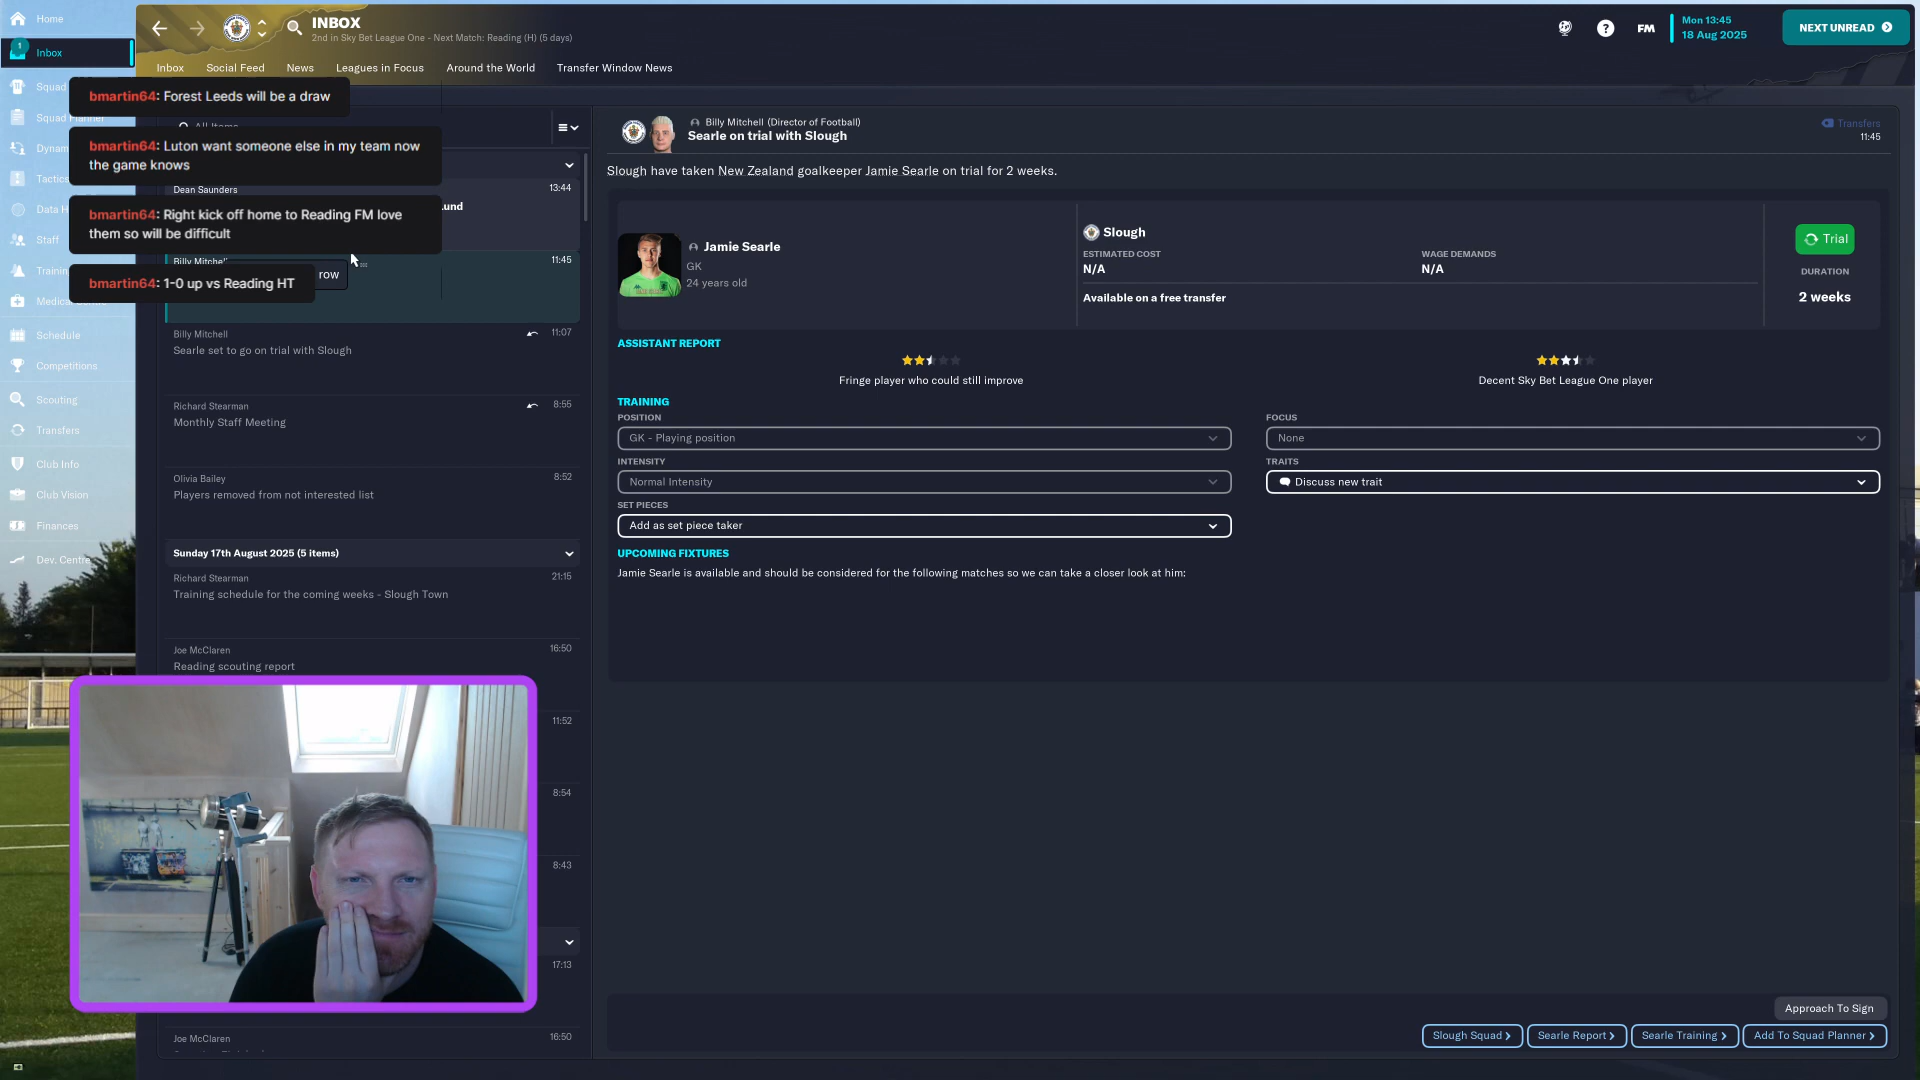 Home
INBOX
2nd in Sky Bet League One - Next Match: Reading (H) (5 days)
FM
Mon 13:45
18 Aug 2025
NEXT UNREAD
1
Inbox
Inbox
Social Feed
News
Leagues in Focus
Around the World
Transfer Window News
Squad
bmartin64: Forest Leeds will be a draw
bmartin64: Luton want someone else in my team now
the game knows
bmartin64: Right kick off home to Reading FM love
them so will be difficult
bmartin64: 1-0 up vs Reading HT
Tactics
Data H
Staff
Schedule
Competitions
Scouting
Transfers
Club Info
Club Vision
Finances
Dev. Centre
All Items
Dean Saunders
13:44
Billy Mitchell
11:45
row
Billy Mitchell
11:07
Searle set to go on trial with Slough
Richard Stearman
8:55
Monthly Staff Meeting
Olivia Bailey
8:52
Players removed from not interested list
Sunday 17th August 2025 (5 items)
Richard Stearman
21:15
Training schedule for the coming weeks - Slough Town
Joe McClaren
16:50
Reading scouting report
11:52
8:54
8:43
17:13
Joe McClaren
16:50
Billy Mitchell (Director of Football)
Searle on trial with Slough
Transfers
11:45
Slough have taken New Zealand goalkeeper Jamie Searle on trial for 2 weeks.
Jamie Searle
GK
24 years old
Slough
ESTIMATED COST
N/A
WAGE DEMANDS
N/A
Available on a free transfer
Trial
DURATION
2 weeks
ASSISTANT REPORT
Fringe player who could still improve
Decent Sky Bet League One player
TRAINING
POSITION
GK - Playing position
FOCUS
None
INTENSITY
Normal Intensity
TRAITS
Discuss new trait
SET PIECES
Add as set piece taker
UPCOMING FIXTURES
Jamie Searle is available and should be considered for the following matches so we can take a closer look at him:
Approach To Sign
Slough Squad
Searle Report
Searle Training
Add To Squad Planner